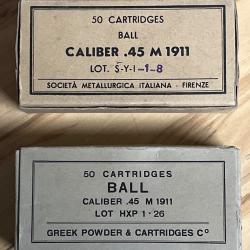 50 CARTRIDGES
BALL
CALIBER .45 M 1911
LOT. S-Y-I-1-8
SOCIETÀ METALLURGICA ITALIANA - FIRENZE
50 CARTRIDGES
BALL
CALIBER .45 M 1911
LOT HXP 1-26
GREEK POWDER & CARTRIDGES Cº